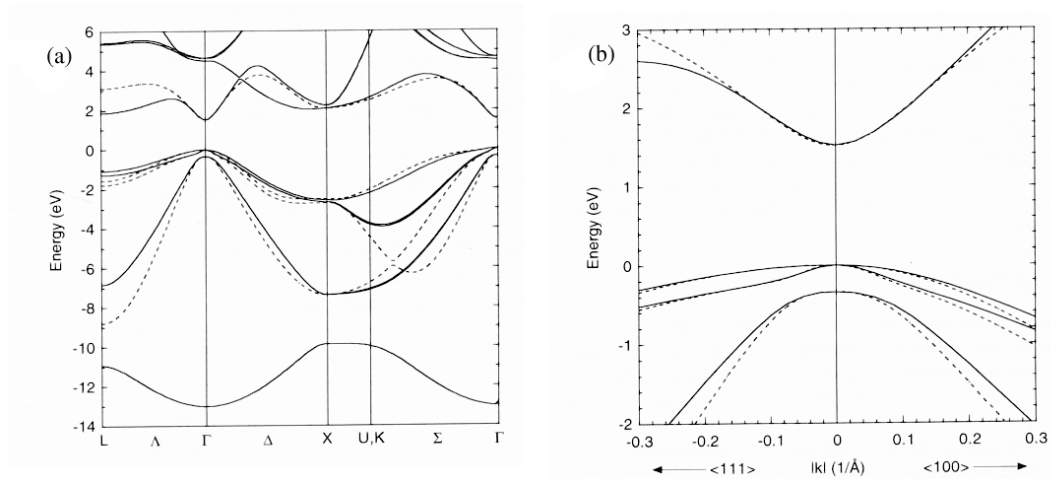 (a)
6
4
2
0
-2
-4
-6
-8
-10
-12
-14
Energy (eV)
L Λ Γ Δ X U,K Σ Γ
(b)
3
2
1
0
-1
-2
Energy (eV)
-0.3 -0.2 -0.1 0 0.1 0.2 0.3
<111> |k| (1/Å) <100>